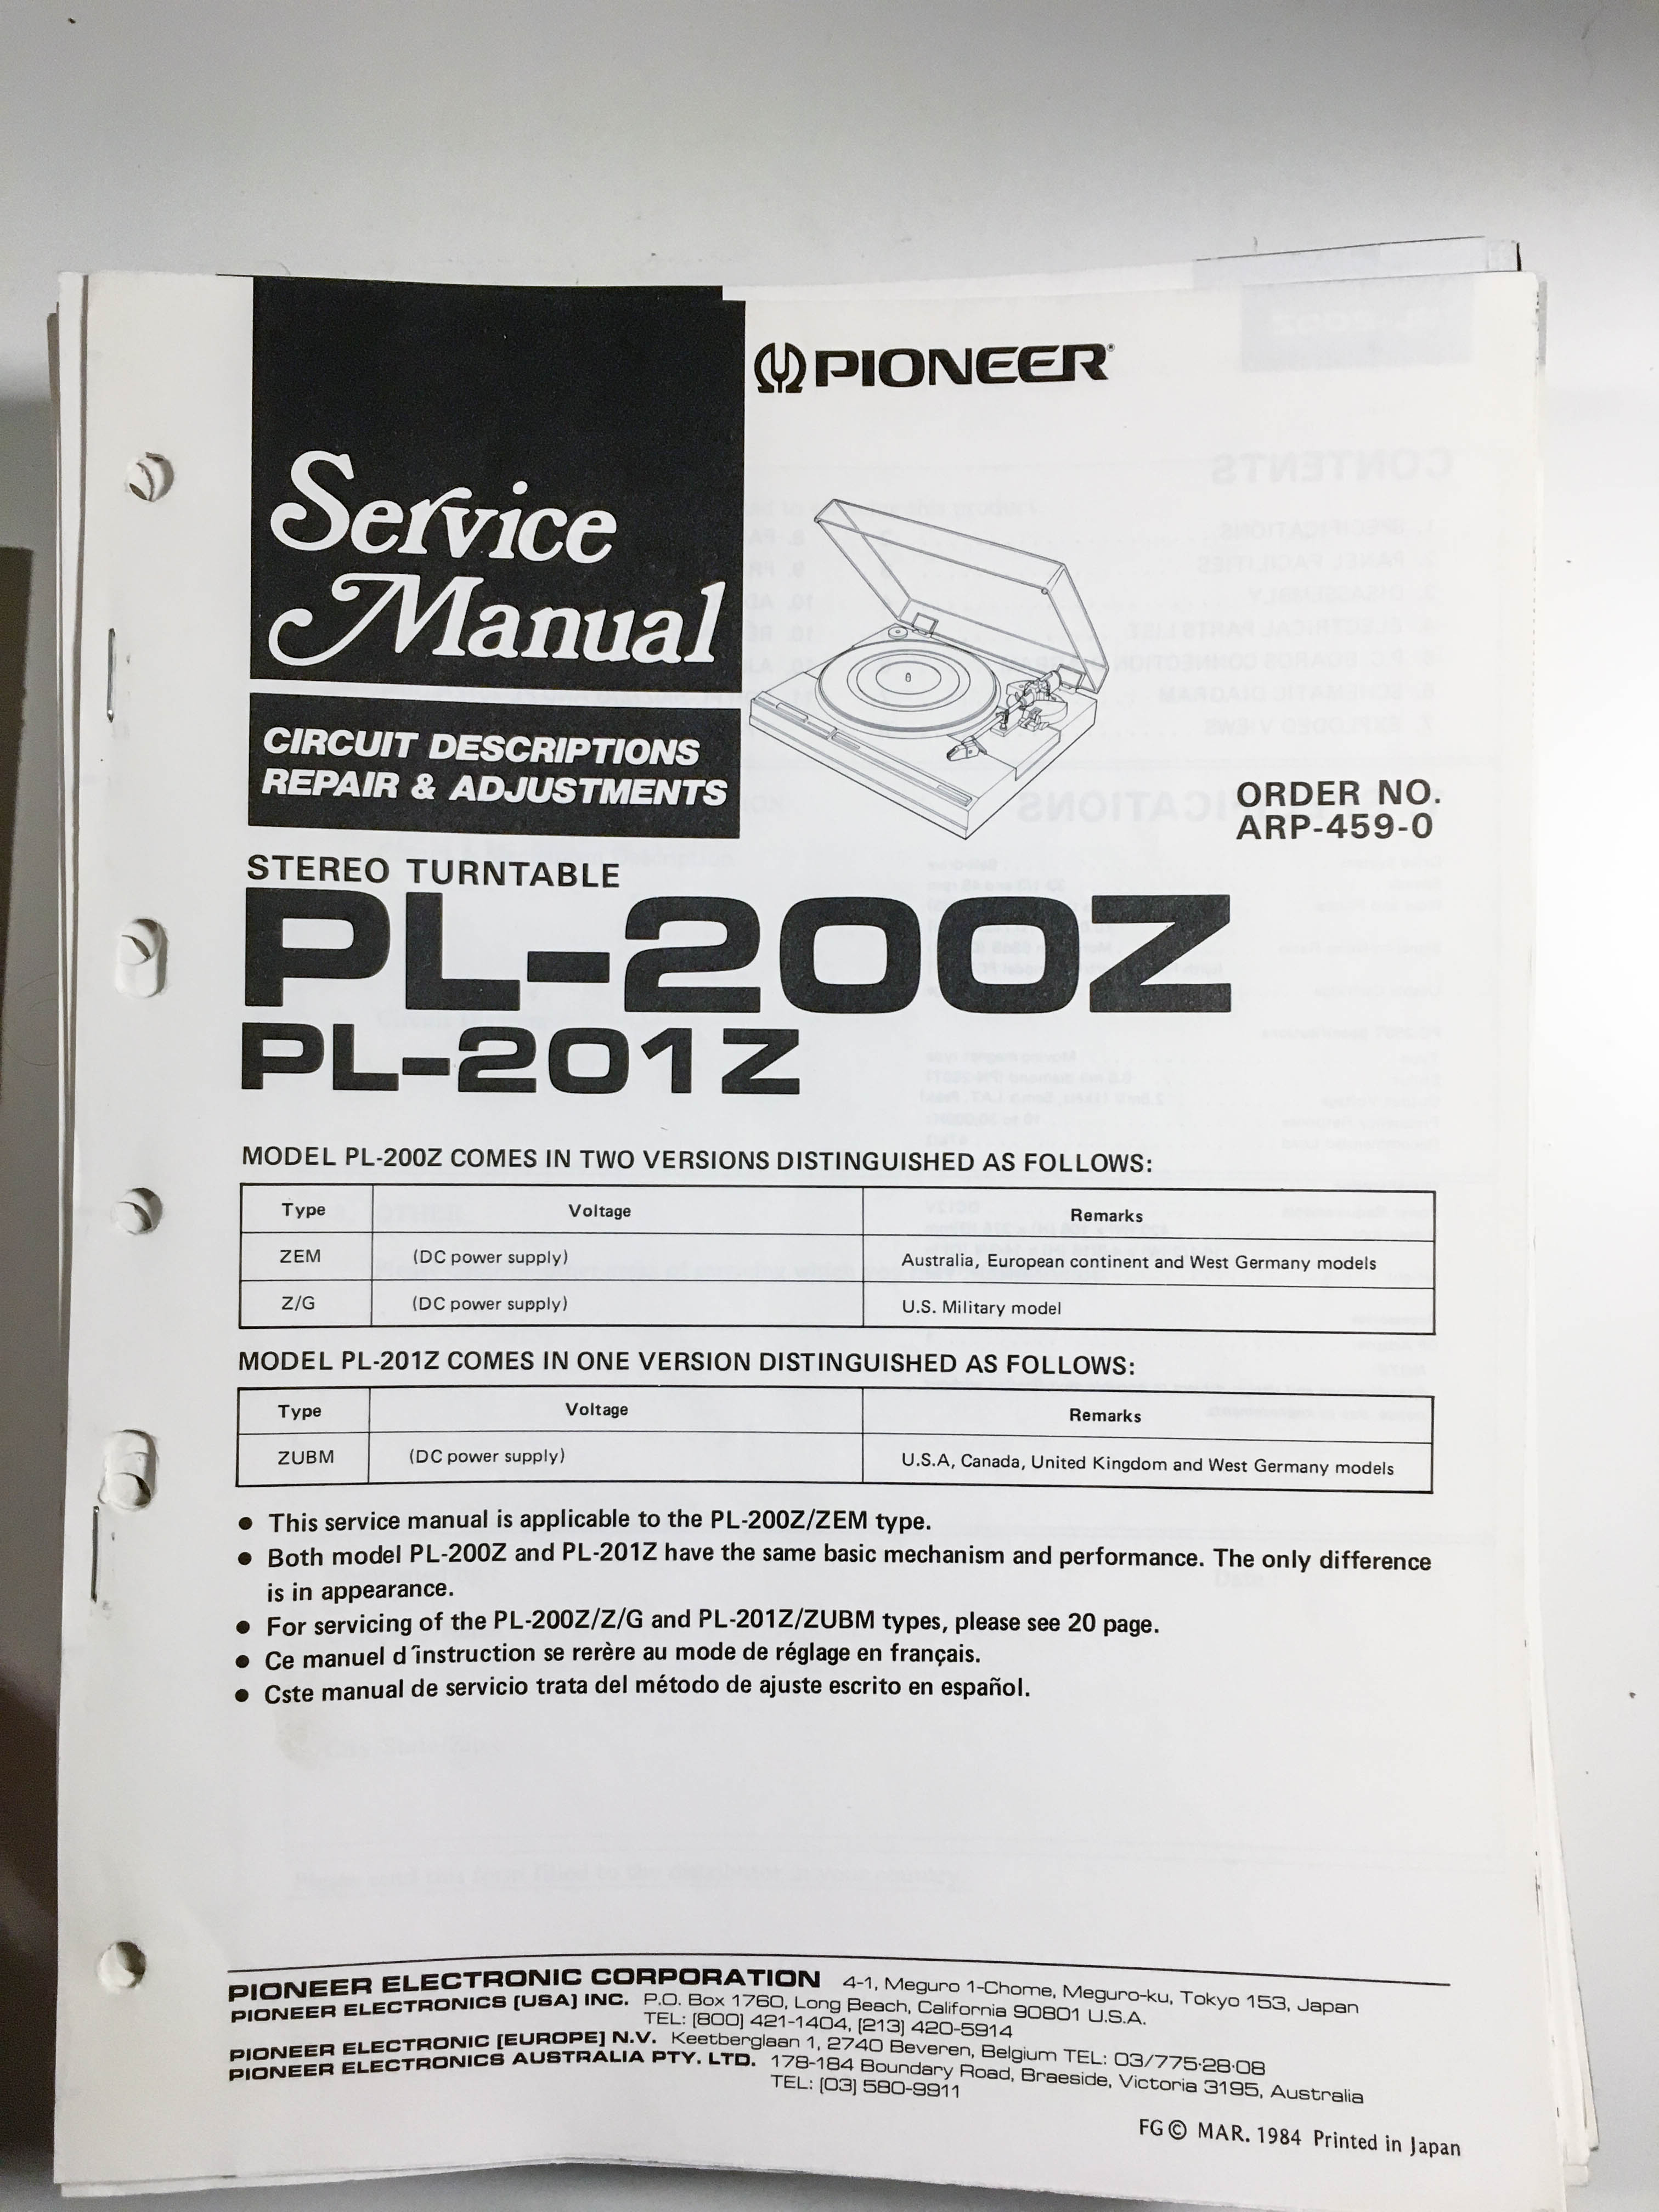 PIONEER®
Service
Manual
CIRCUIT DESCRIPTIONS
REPAIR & ADJUSTMENTS
ORDER NO.
ARP-459-0
STEREO TURNTABLE
PL-200Z
PL-201Z
MODEL PL-200Z COMES IN TWO VERSIONS DISTINGUISHED AS FOLLOWS:
Type Voltage Remarks
ZEM (DC power supply) Australia, European continent and West Germany models
Z/G (DC power supply) U.S. Military model
MODEL PL-201Z COMES IN ONE VERSION DISTINGUISHED AS FOLLOWS:
Type Voltage Remarks
ZUBM (DC power supply) U.S.A, Canada, United Kingdom and West Germany models
● This service manual is applicable to the PL-200Z/ZEM type.
● Both model PL-200Z and PL-201Z have the same basic mechanism and performance. The only difference
is in appearance.
● For servicing of the PL-200Z/Z/G and PL-201Z/ZUBM types, please see 20 page.
● Ce manuel d´instruction se rerère au mode de réglage en français.
● Cste manual de servicio trata del método de ajuste escrito en español.
PIONEER ELECTRONIC CORPORATION 4-1, Meguro 1-Chome, Meguro-ku, Tokyo 153, Japan
PIONEER ELECTRONICS [USA] INC. P.O. Box 1760, Long Beach, California 90801 U.S.A.
TEL: [800] 421-1404, [213] 420-5914
PIONEER ELECTRONIC [EUROPE] N.V. Keetberglaan 1, 2740 Beveren, Belgium TEL: 03/775·28·08
PIONEER ELECTRONICS AUSTRALIA PTY. LTD. 178-184 Boundary Road, Braeside, Victoria 3195, Australia
TEL: [03] 580-9911
FG © MAR. 1984 Printed in Japan